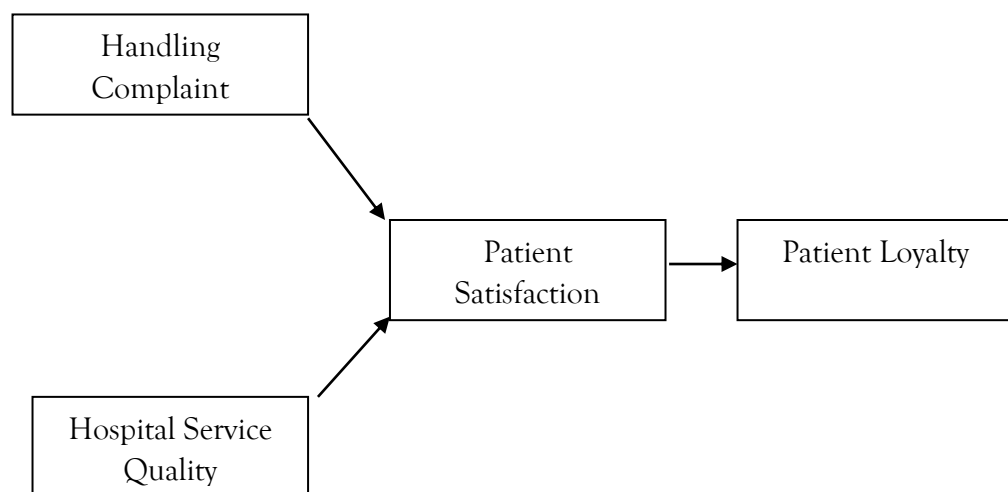 Handling
Complaint
Patient
Satisfaction
Patient Loyalty
Hospital Service
Quality